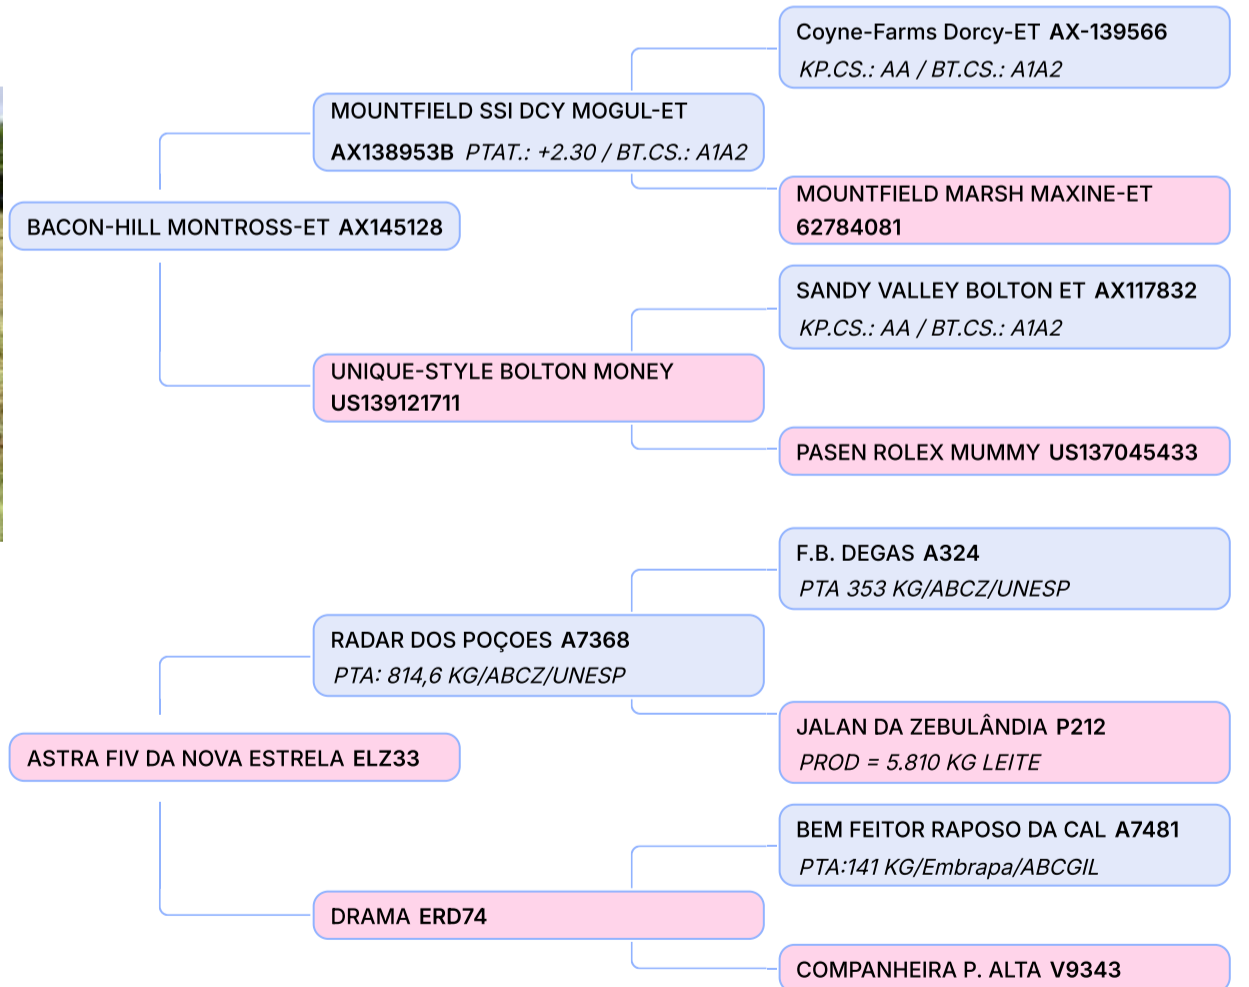 Coyne-Farms Dorcy-ET AX-139566
KP.CS.: AA / BT.CS.: A1A2
MOUNTFIELD SSI DCY MOGUL-ET
AX138953B PTAT.: +2.30 / BT.CS.: A1A2
MOUNTFIELD MARSH MAXINE-ET
62784081
BACON-HILL MONTROSS-ET AX145128
SANDY VALLEY BOLTON ET AX117832
KP.CS.: AA / BT.CS.: A1A2
UNIQUE-STYLE BOLTON MONEY
US139121711
PASEN ROLEX MUMMY US137045433
F.B. DEGAS A324
PTA 353 KG/ABCZ/UNESP
RADAR DOS POÇOES A7368
PTA: 814,6 KG/ABCZ/UNESP
JALAN DA ZEBULÂNDIA P212
PROD = 5.810 KG LEITE
ASTRA FIV DA NOVA ESTRELA ELZ33
BEM FEITOR RAPOSO DA CAL A7481
PTA:141 KG/Embrapa/ABCGIL
DRAMA ERD74
COMPANHEIRA P. ALTA V9343